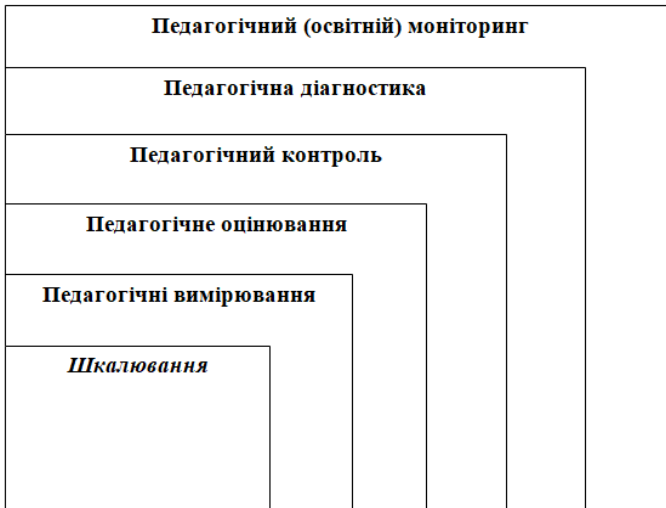 Педагогічний (освітній) моніторинг
Педагогічна діагностика
Педагогічний контроль
Педагогічне оцінювання
Педагогічні вимірювання
Шкалювання